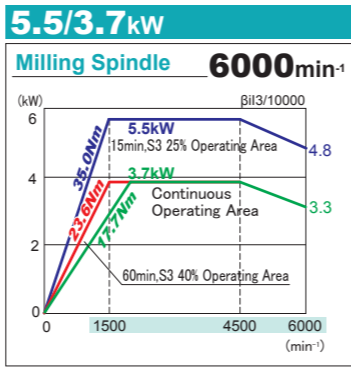 5.5/3.7kW
Milling Spindle 6000min-1
(kW) βiI3/10000
6
5.5kW
15min,S3 25% Operating Area
4.8
35.0Nm
4
3.7kW
23.6Nm
17.7Nm
Continuous
Operating Area
3.3
2
60min,S3 40% Operating Area
0
0 1500 4500 6000
(min-1)